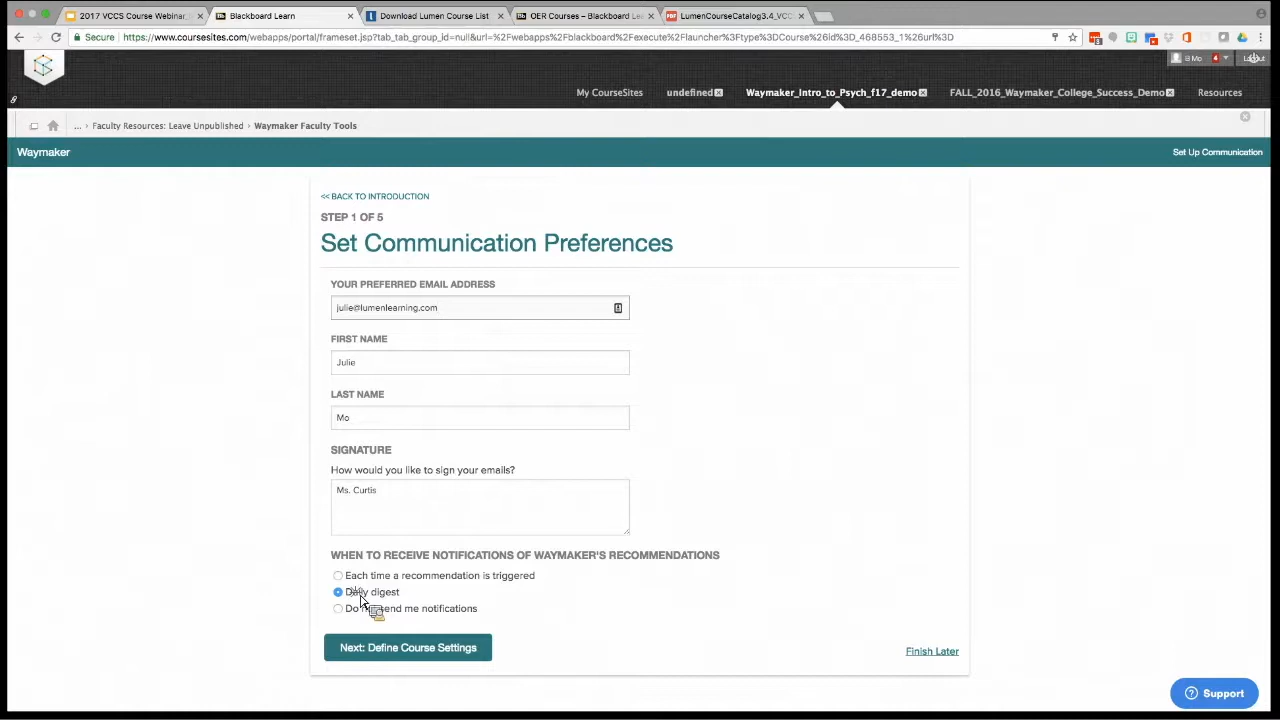 2017 VCCS Course Webinar
Blackboard Learn
Download Lumen Course List
OER Courses – Blackboard Le
LumenCourseCatalog3.4_VCC
Secure https://www.coursesites.com/webapps/portal/frameset.jsp?tab_tab_group_id=null&url=%2Fwebapps%2Fblackboard%2Fexecute%2Flauncher%3Ftype%3DCourse%26id%3D_468553_1%26url%3D
Mo 4 Logout
My CourseSites undefined Waymaker_Intro_to_Psych_f17_demo FALL_2016_Waymaker_College_Success_Demo Resources
... › Faculty Resources: Leave Unpublished › Waymaker Faculty Tools
Waymaker Set Up Communication
<< BACK TO INTRODUCTION
STEP 1 OF 5
Set Communication Preferences
YOUR PREFERRED EMAIL ADDRESS
julie@lumenlearning.com
FIRST NAME
Julie
LAST NAME
Mo
SIGNATURE
How would you like to sign your emails?
Ms. Curtis
WHEN TO RECEIVE NOTIFICATIONS OF WAYMAKER'S RECOMMENDATIONS
Each time a recommendation is triggered
Daily digest
Do not send me notifications
Next: Define Course Settings
Finish Later
Support